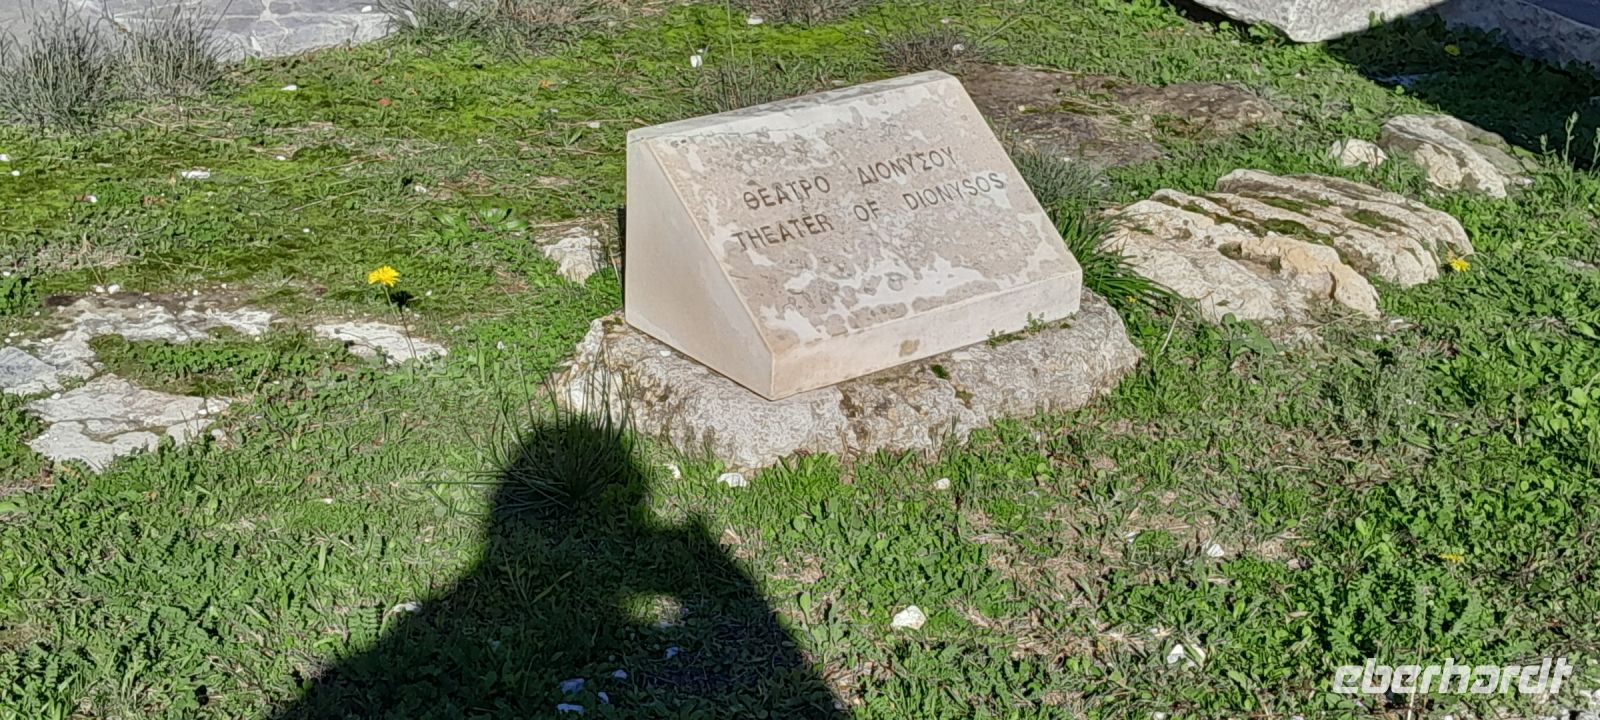 ΘΕΑΤΡΟ ΔΙΟΝΥΣΟΥ
THEATER OF DIONYSOS
eberhardt